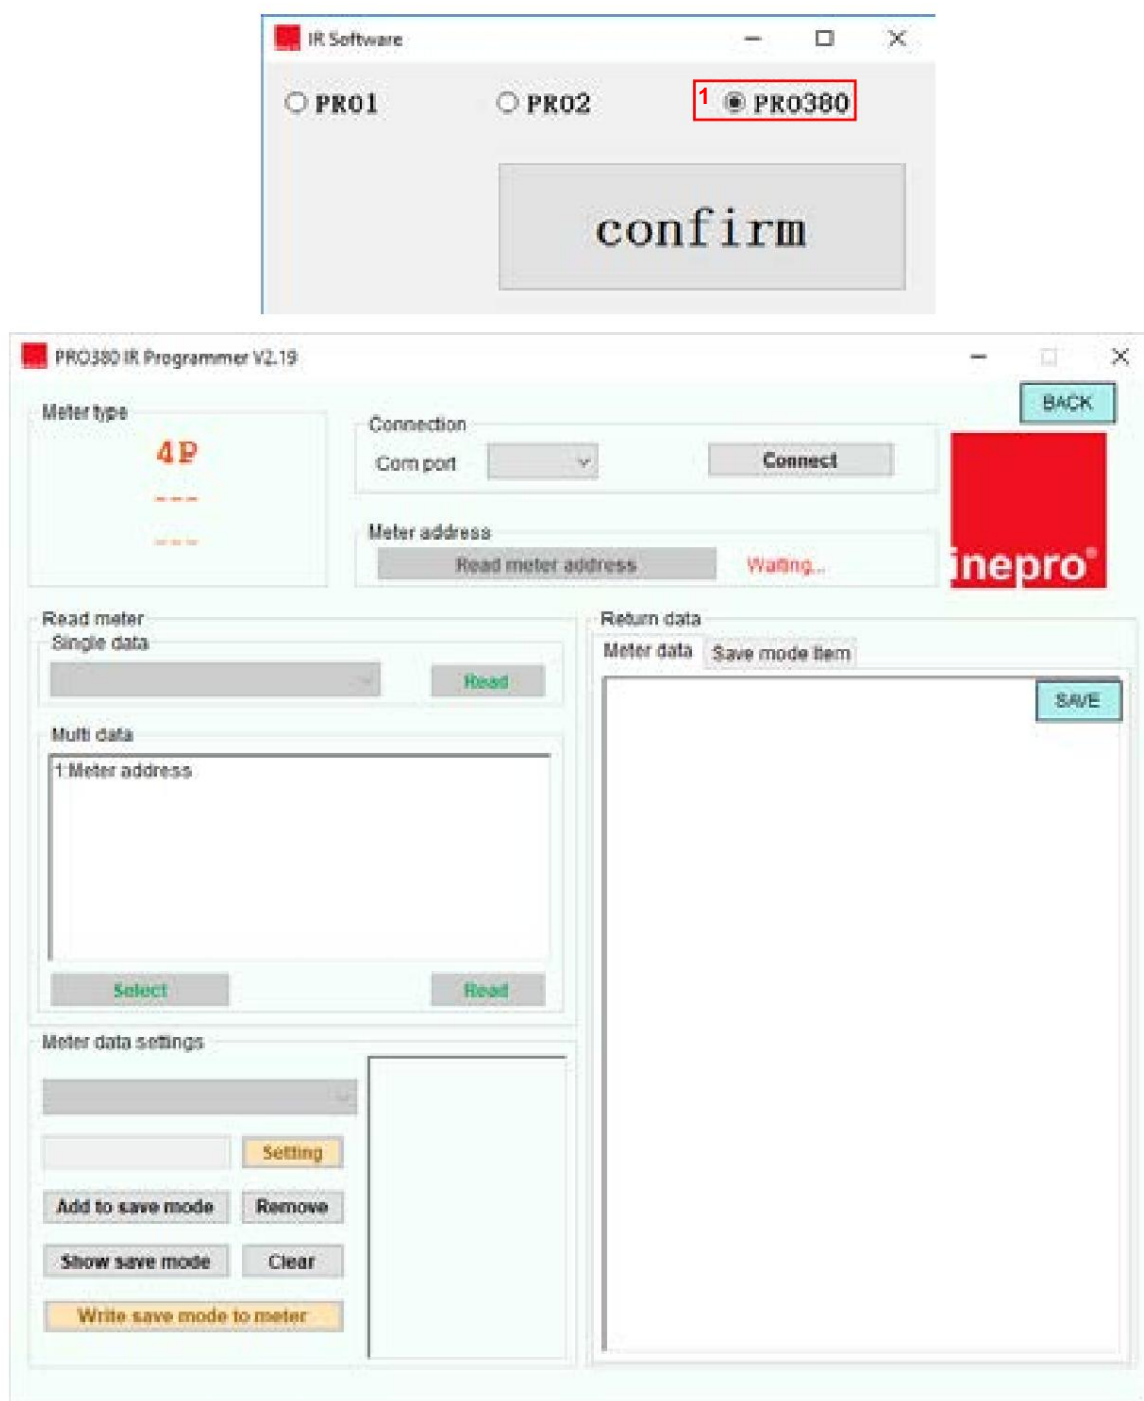 IR Software
PRO1
PRO2
1
PRO380
confirm
PRO380 IR Programmer V2.19
BACK
Meter type
4P
---
---
Connection
Com port
Connect
Meter address
Read meter address
Waiting...
inepro®
Read meter
Single data
Read
Multi data
1:Meter address
Select
Read
Return data
Meter data
Save mode item
SAVE
Meter data settings
Setting
Add to save mode
Remove
Show save mode
Clear
Write save mode to meter